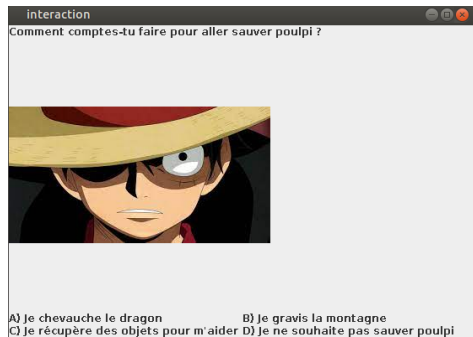 interaction
Comment comptes-tu faire pour aller sauver poulpi ?
A) Je chevauche le dragon B) Je gravis la montagne
C) Je récupère des objets pour m'aider D) Je ne souhaite pas sauver poulpi